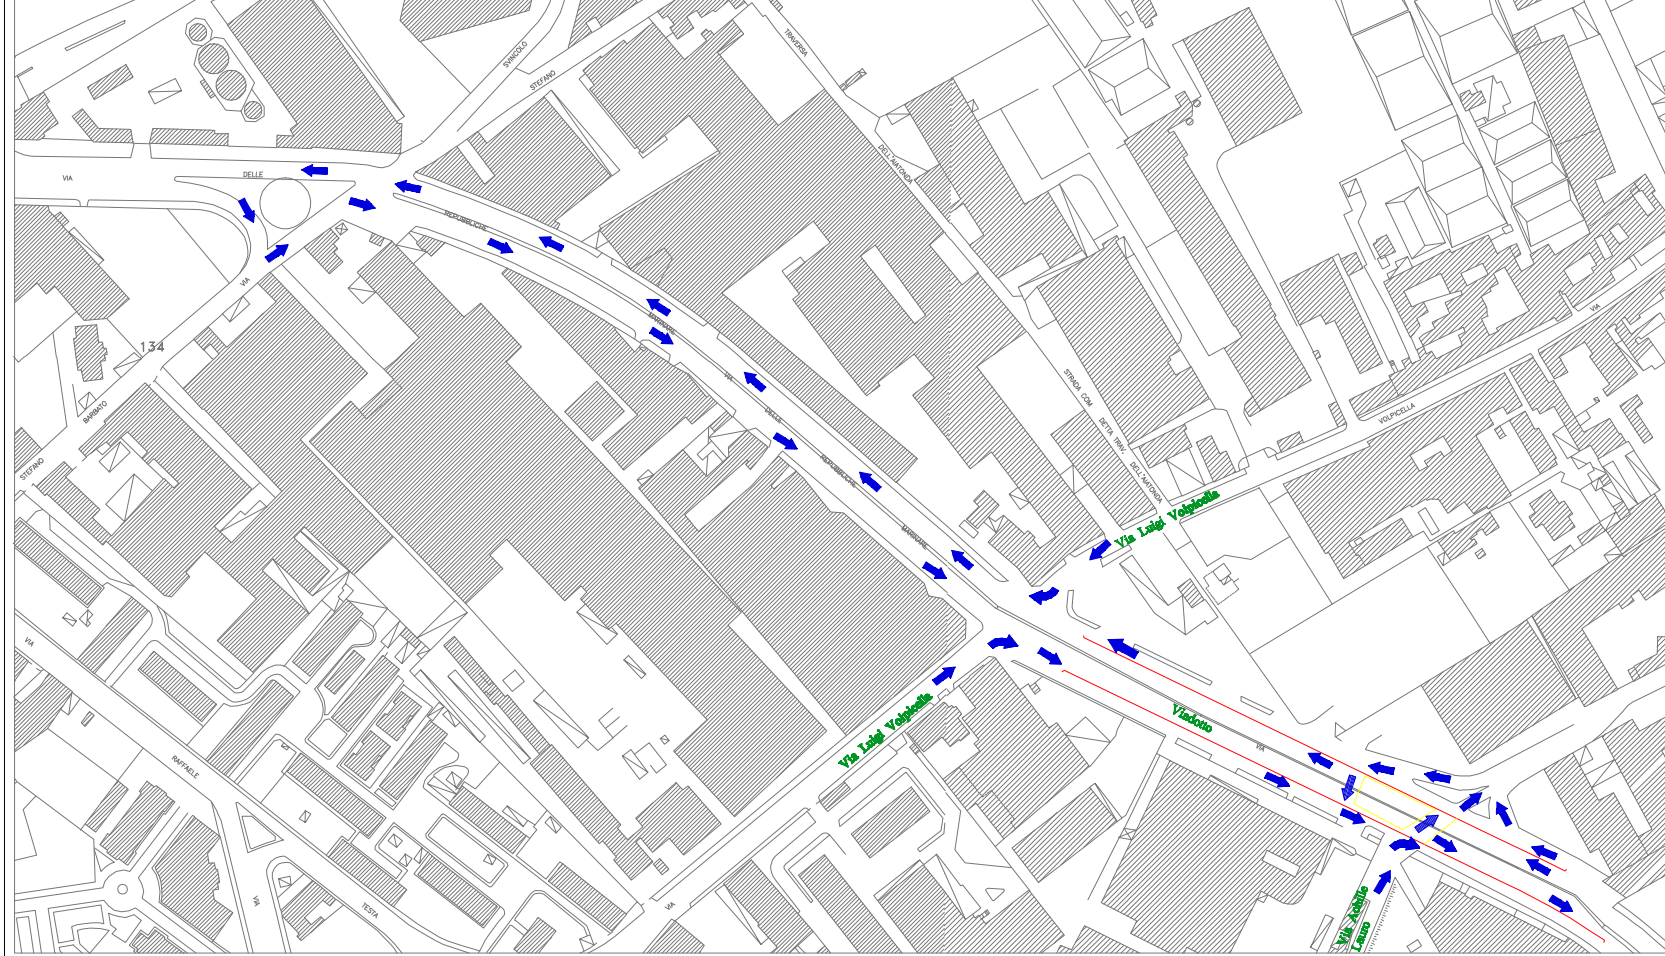 TRAVERSA
SVINCOLO
STEFANO
DELL'AIATONDA
VIA
DELLE
REPUBBLICHE
VIA
MARINARE
VIA
134
VIA
DELLE
STRADA COM.
DETTA TRAV.
DELL'AIATONDA
VOLPICELLA
BARBATO
STEFANO
REPUBBLICHE
MARINARE
Via Luigi Volpicella
VIA
RAFFAELE
Via Luigi Volpicella
Viadotto
VIA
VIA
TESTA
VIA
Via Achille
Lauro